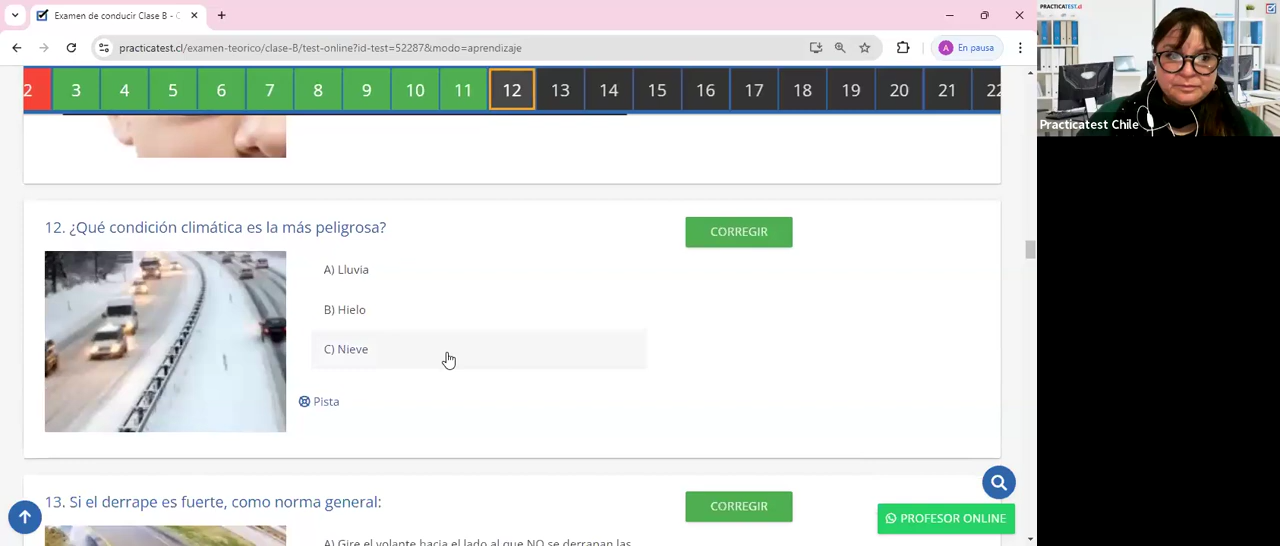 Examen de conducir Clase B - C
practicatest.cl/examen-teorico/clase-B/test-online?id-test=52287&modo=aprendizaje
A
En pausa
2 3 4 5 6 7 8 9 10 11 12 13 14 15 16 17 18 19 20 21 22
12. ¿Qué condición climática es la más peligrosa?
CORREGIR
A) Lluvia
B) Hielo
C) Nieve
Pista
13. Si el derrape es fuerte, como norma general:
CORREGIR
A) Gire el volante hacia el lado al que NO se derrapan las
PROFESOR ONLINE
PRACTICATEST.CL
Practicatest Chile